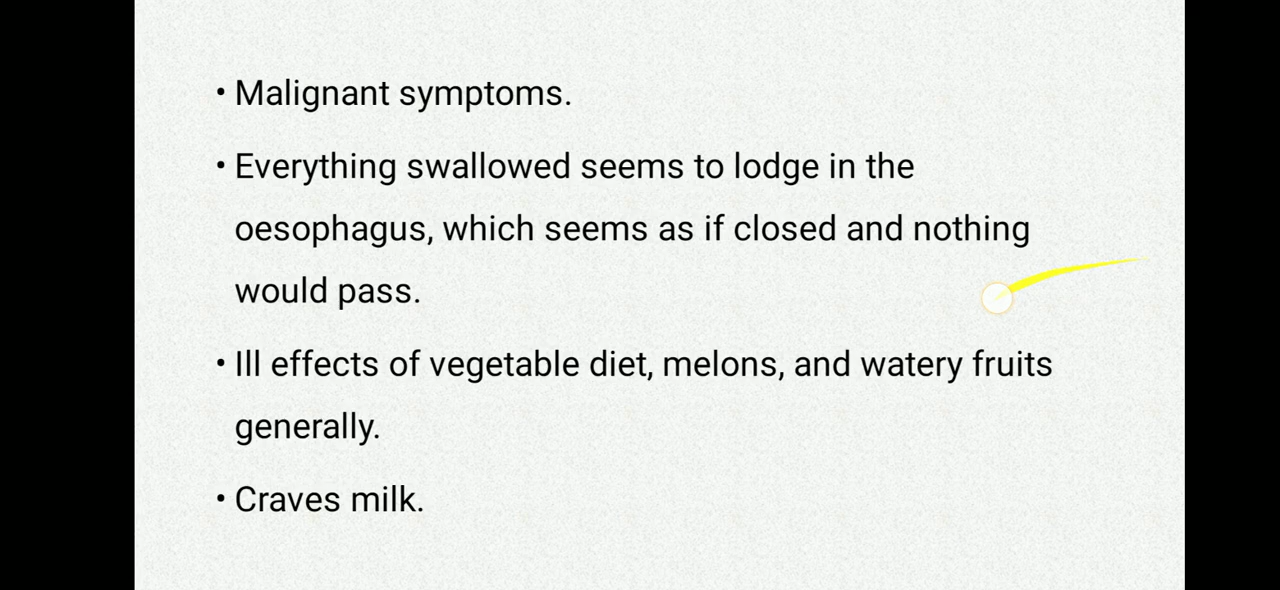 • Malignant symptoms.
• Everything swallowed seems to lodge in the
oesophagus, which seems as if closed and nothing
would pass.
• Ill effects of vegetable diet, melons, and watery fruits
generally.
• Craves milk.